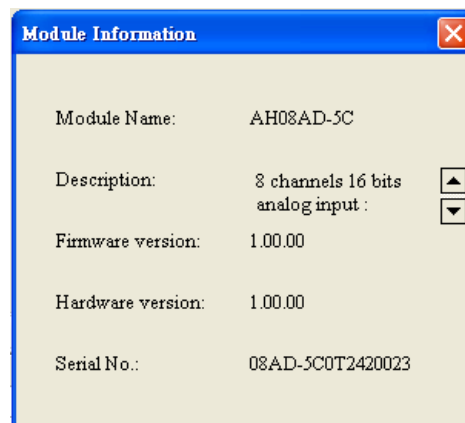 Module Information
Module Name: AH08AD-5C
Description: 8 channels 16 bits
analog input :
Firmware version: 1.00.00
Hardware version: 1.00.00
Serial No.: 08AD-5C0T2420023